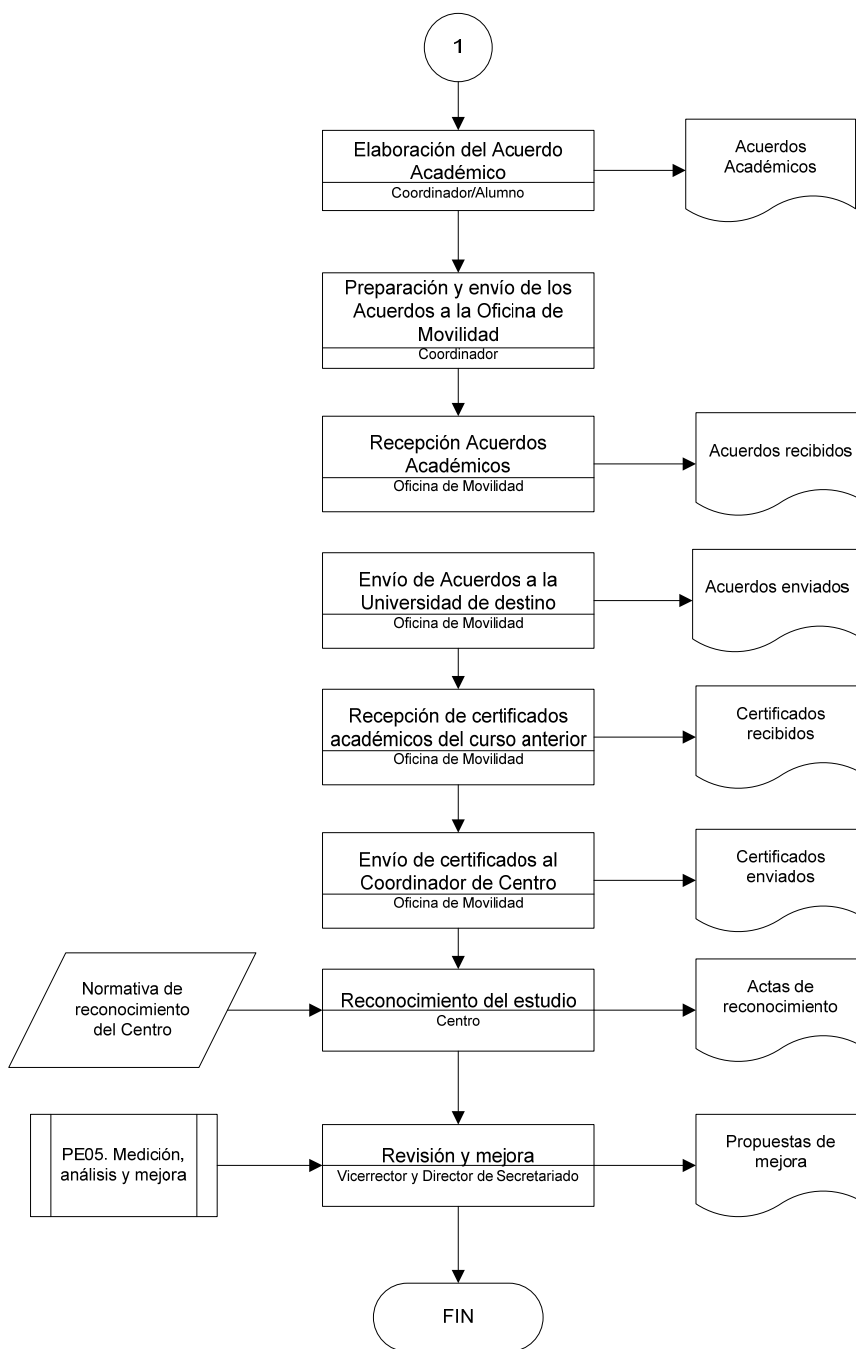 1
Elaboración del Acuerdo
Académico
Coordinador/Alumno
Acuerdos
Académicos
Preparación y envío de los
Acuerdos a la Oficina de
Movilidad
Coordinador
Recepción Acuerdos
Académicos
Oficina de Movilidad
Acuerdos recibidos
Envío de Acuerdos a la
Universidad de destino
Oficina de Movilidad
Acuerdos enviados
Recepción de certificados
académicos del curso anterior
Oficina de Movilidad
Certificados
recibidos
Envío de certificados al
Coordinador de Centro
Oficina de Movilidad
Certificados
enviados
Normativa de
reconocimiento
del Centro
Reconocimiento del estudio
Centro
Actas de
reconocimiento
PE05. Medición,
análisis y mejora
Revisión y mejora
Vicerrector y Director de Secretariado
Propuestas de
mejora
FIN